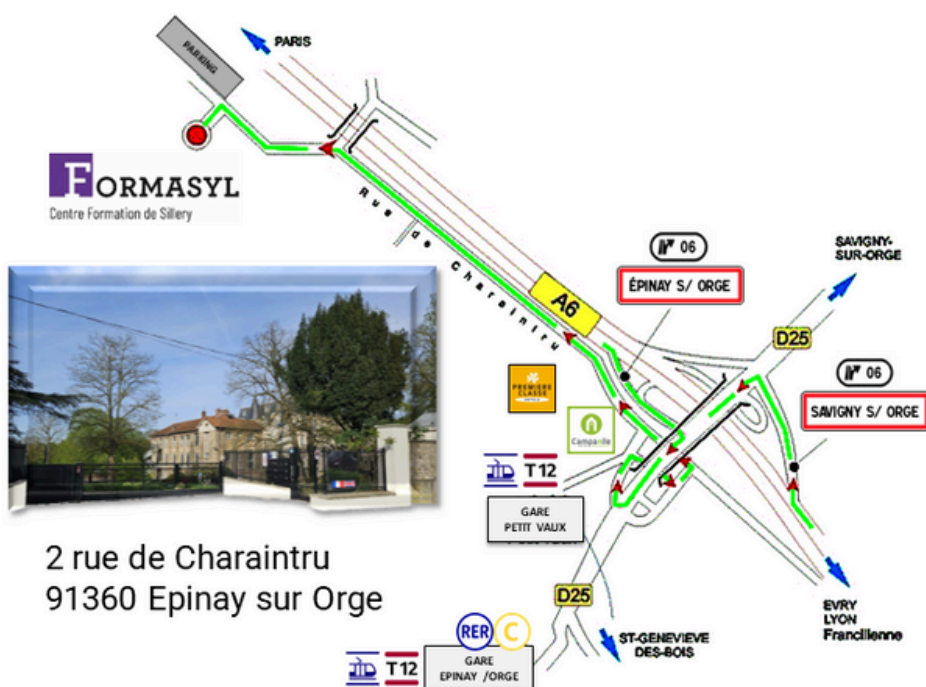 PARKING
PARIS
FORMASYL
Centre Formation de Sillery
Rue de Charaintru
06
ÉPINAY S/ ORGE
SAVIGNY-
SUR-ORGE
A6
D25
06
SAVIGNY S/ ORGE
PREMIERE
CLASSE
Campanile
T12
GARE
PETIT VAUX
2 rue de Charaintru
91360 Epinay sur Orge
D25
EVRY
LYON
Francilienne
RER C
ST-GENEVIEVE
DES-BOIS
T12
GARE
EPINAY /ORGE